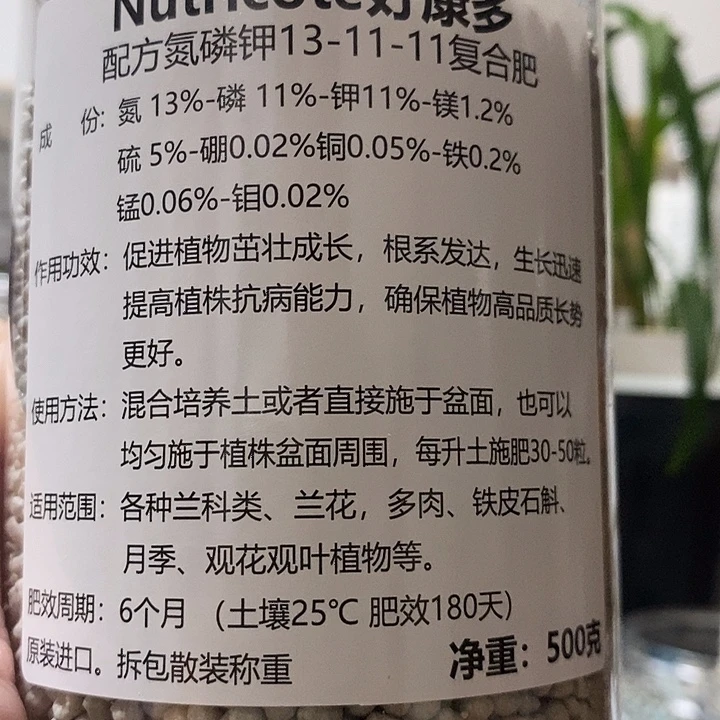 Nutricote好康多
配方氮磷钾13-11-11复合肥
成 份: 氮 13%-磷 11%-钾11%-镁1.2%
硫 5%-硼0.02%铜0.05%-铁0.2%
锰0.06%-钼0.02%
作用功效: 促进植物茁壮成长，根系发达，生长迅速
提高植株抗病能力，确保植物高品质长势
更好。
使用方法: 混合培养土或者直接施于盆面，也可以
均匀施于植株盆面周围，每升土施肥30-50粒。
适用范围: 各种兰科类、兰花，多肉、铁皮石斛、
月季、观花观叶植物等。
肥效周期: 6个月 (土壤25℃ 肥效180天)
原装进口。拆包散装称重 净重: 500克